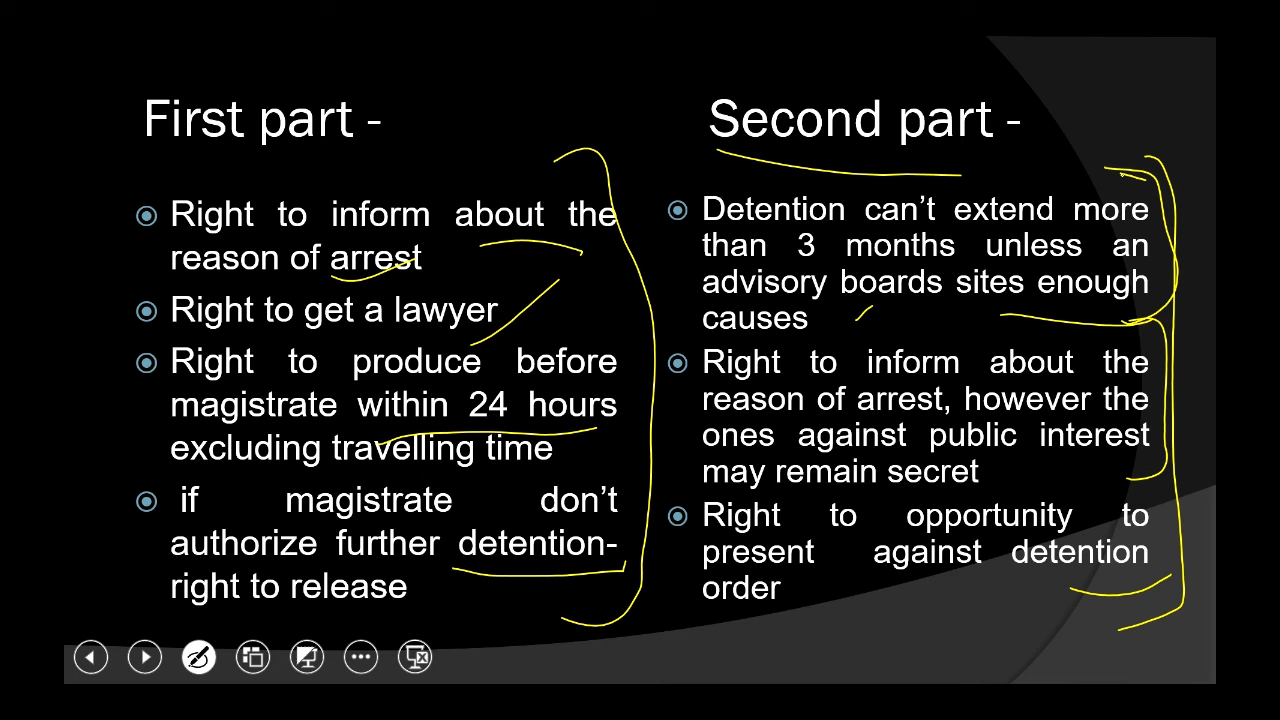 First part -
Right to inform about the
reason of arrest
Right to get a lawyer
Right to produce before
magistrate within 24 hours
excluding travelling time
if magistrate don't
authorize further detention-
right to release
Second part -
Detention can't extend more
than 3 months unless an
advisory boards sites enough
causes
Right to inform about the
reason of arrest, however the
ones against public interest
may remain secret
Right to opportunity to
present against detention
order